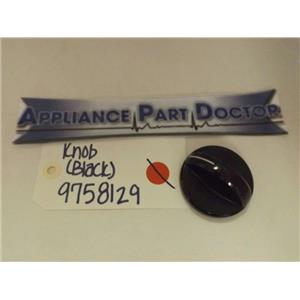 APPLIANCE PART DOCTOR
Knob
(Black)
9758129